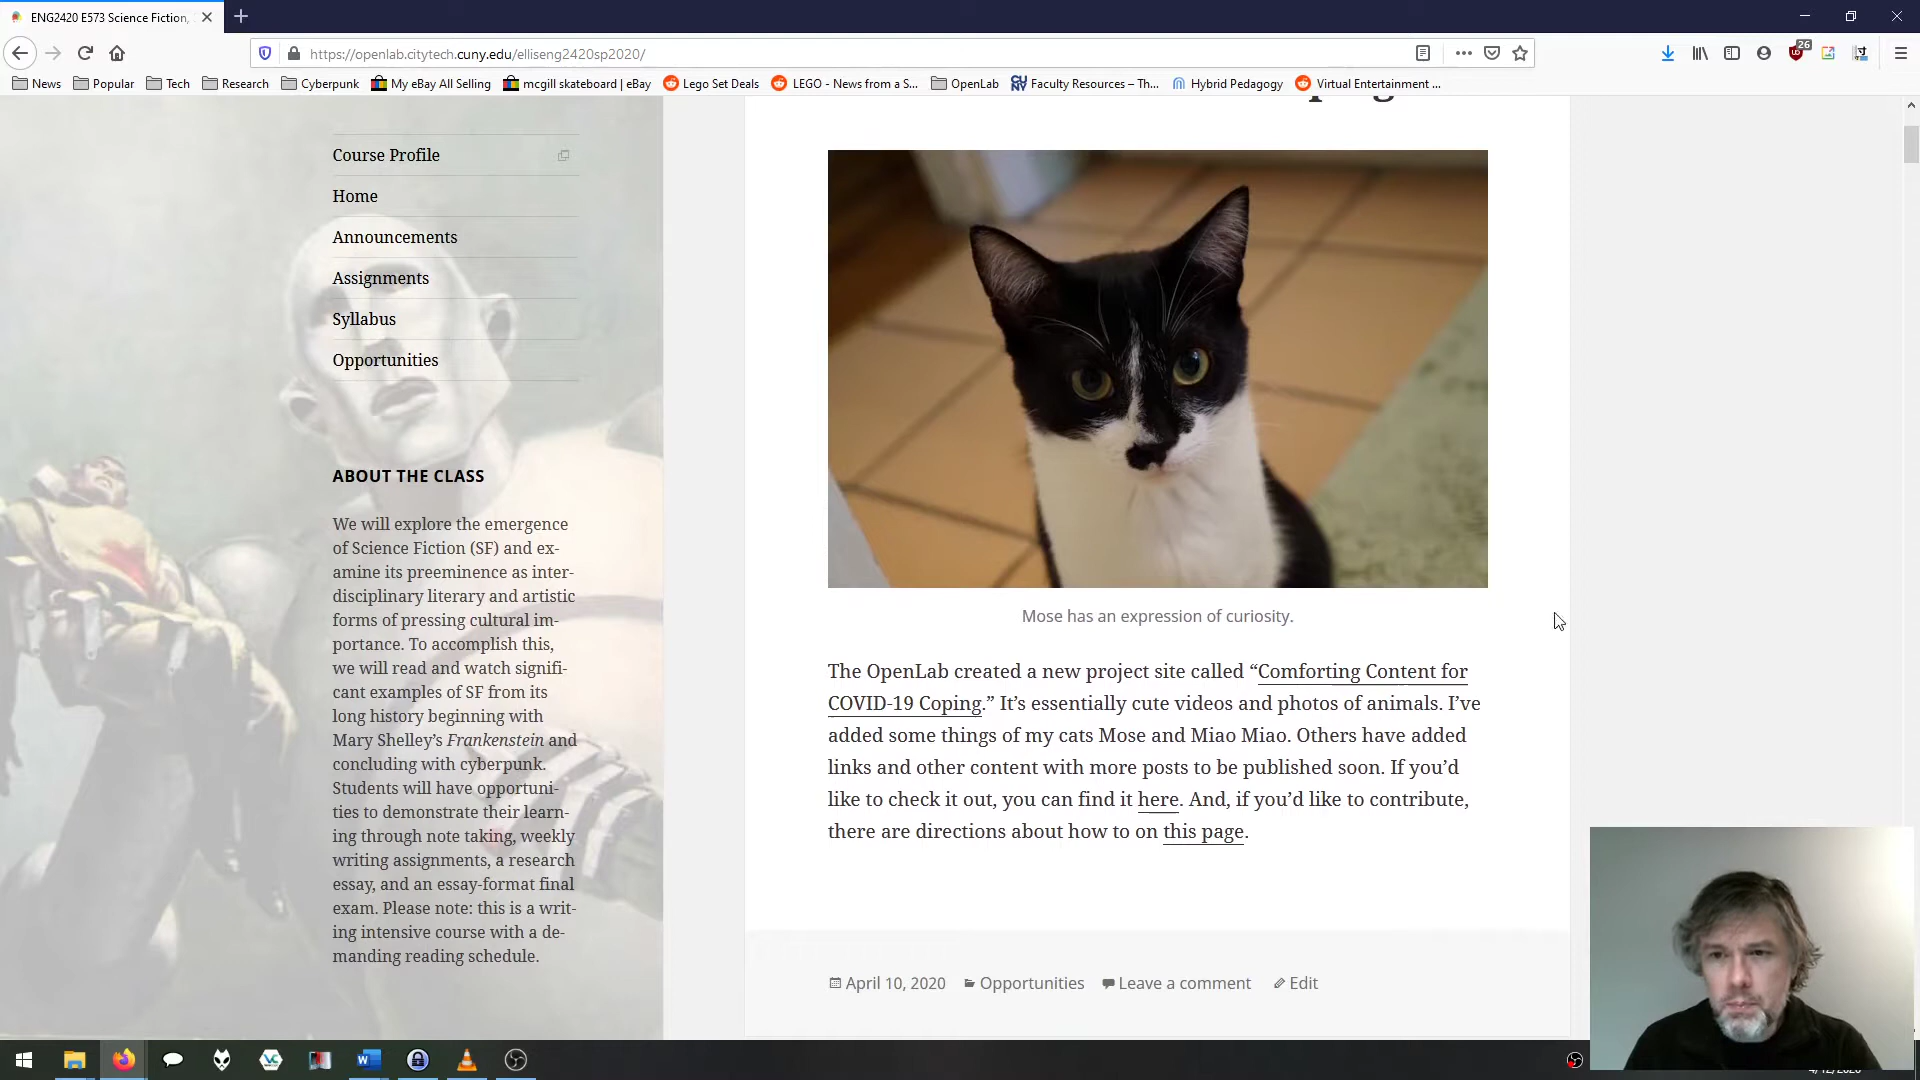 ENG2420 E573 Science Fiction,
https://openlab.citytech.cuny.edu/elliseng2420sp2020/
26
News Popular Tech Research Cyberpunk My eBay All Selling mcgill skateboard | eBay Lego Set Deals LEGO - News from a S... OpenLab Faculty Resources – Th... Hybrid Pedagogy Virtual Entertainment ...
Course Profile
Home
Announcements
Assignments
Syllabus
Opportunities
ABOUT THE CLASS
We will explore the emergence
of Science Fiction (SF) and ex-
amine its preeminence as inter-
disciplinary literary and artistic
forms of pressing cultural im-
portance. To accomplish this,
we will read and watch signifi-
cant examples of SF from its
long history beginning with
Mary Shelley’s Frankenstein and
concluding with cyberpunk.
Students will have opportuni-
ties to demonstrate their learn-
ing through note taking, weekly
writing assignments, a research
essay, and an essay-format final
exam. Please note: this is a writ-
ing intensive course with a de-
manding reading schedule.
Mose has an expression of curiosity.
The OpenLab created a new project site called “Comforting Content for
COVID-19 Coping.” It’s essentially cute videos and photos of animals. I’ve
added some things of my cats Mose and Miao Miao. Others have added
links and other content with more posts to be published soon. If you’d
like to check it out, you can find it here. And, if you’d like to contribute,
there are directions about how to on this page.
April 10, 2020 Opportunities Leave a comment Edit